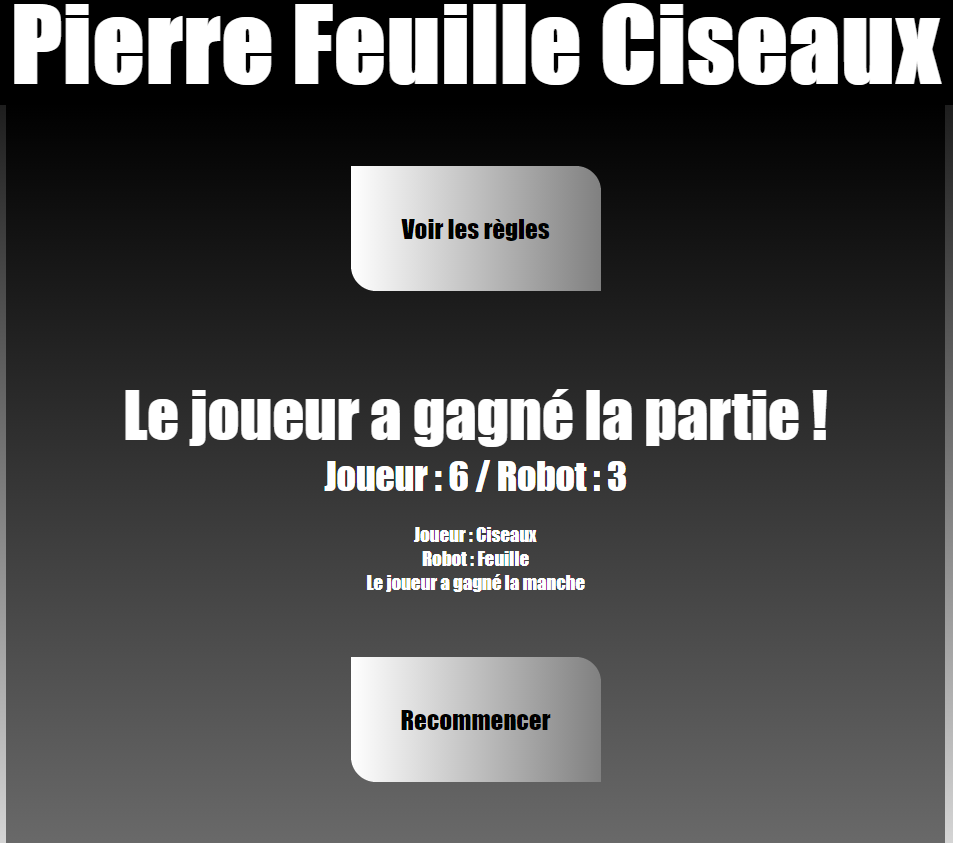 Pierre Feuille Ciseaux
Voir les règles
Le joueur a gagné la partie !
Joueur : 6 / Robot : 3
Joueur : Ciseaux
Robot : Feuille
Le joueur a gagné la manche
Recommencer